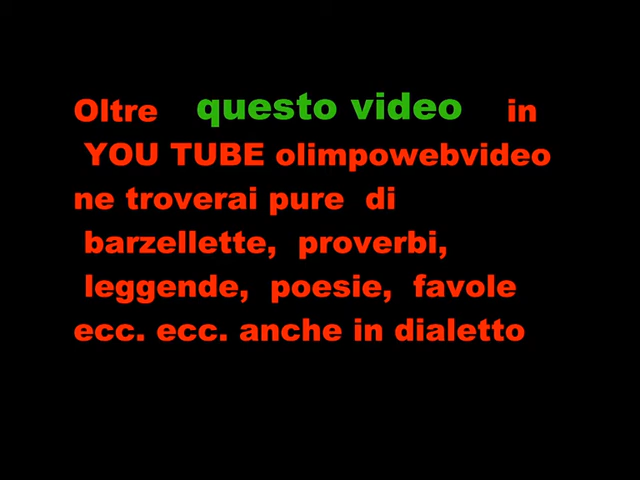 Oltre questo video in
YOU TUBE olimpowebvideo
ne troverai pure di
barzellette, proverbi,
leggende, poesie, favole
ecc. ecc. anche in dialetto